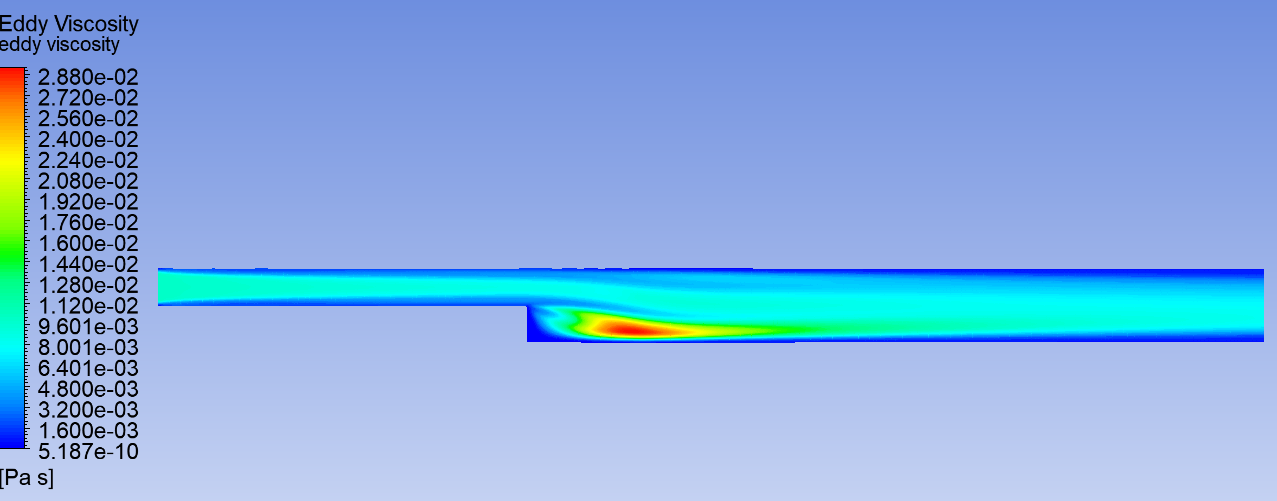 Eddy Viscosity
eddy viscosity
2.880e-02
2.720e-02
2.560e-02
2.400e-02
2.240e-02
2.080e-02
1.920e-02
1.760e-02
1.600e-02
1.440e-02
1.280e-02
1.120e-02
9.601e-03
8.001e-03
6.401e-03
4.800e-03
3.200e-03
1.600e-03
5.187e-10
[Pa s]